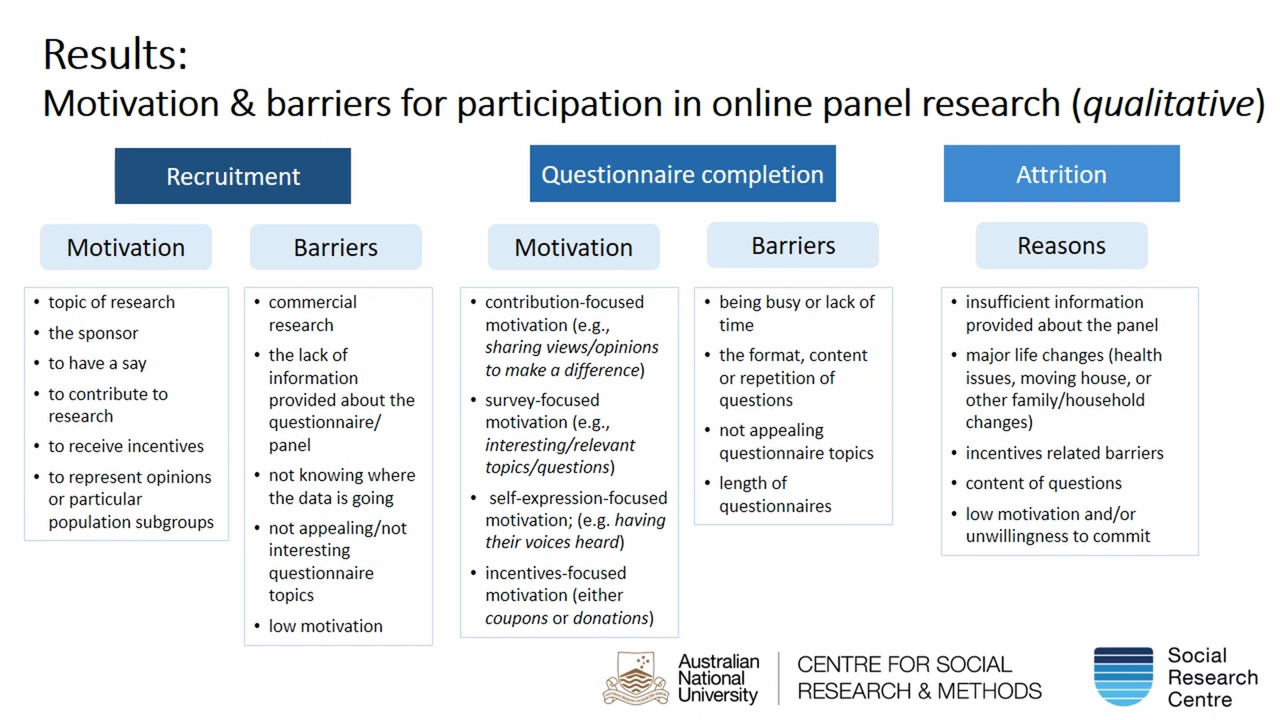 Results:
Motivation & barriers for participation in online panel research (qualitative)
Recruitment
Motivation
• topic of research
• the sponsor
• to have a say
• to contribute to
research
• to receive incentives
• to represent opinions
or particular
population subgroups
Barriers
• commercial
research
• the lack of
information
provided about the
questionnaire/
panel
• not knowing where
the data is going
• not appealing/not
interesting
questionnaire
topics
• low motivation
Questionnaire completion
Motivation
• contribution-focused
motivation (e.g.,
sharing views/opinions
to make a difference)
• survey-focused
motivation (e.g.,
interesting/relevant
topics/questions)
• self-expression-focused
motivation; (e.g. having
their voices heard)
• incentives-focused
motivation (either
coupons or donations)
Barriers
• being busy or lack of
time
• the format, content
or repetition of
questions
• not appealing
questionnaire topics
• length of
questionnaires
Attrition
Reasons
• insufficient information
provided about the panel
• major life changes (health
issues, moving house, or
other family/household
changes)
• incentives related barriers
• content of questions
• low motivation and/or
unwillingness to commit
Australian
National
University
CENTRE FOR SOCIAL
RESEARCH & METHODS
Social
Research
Centre